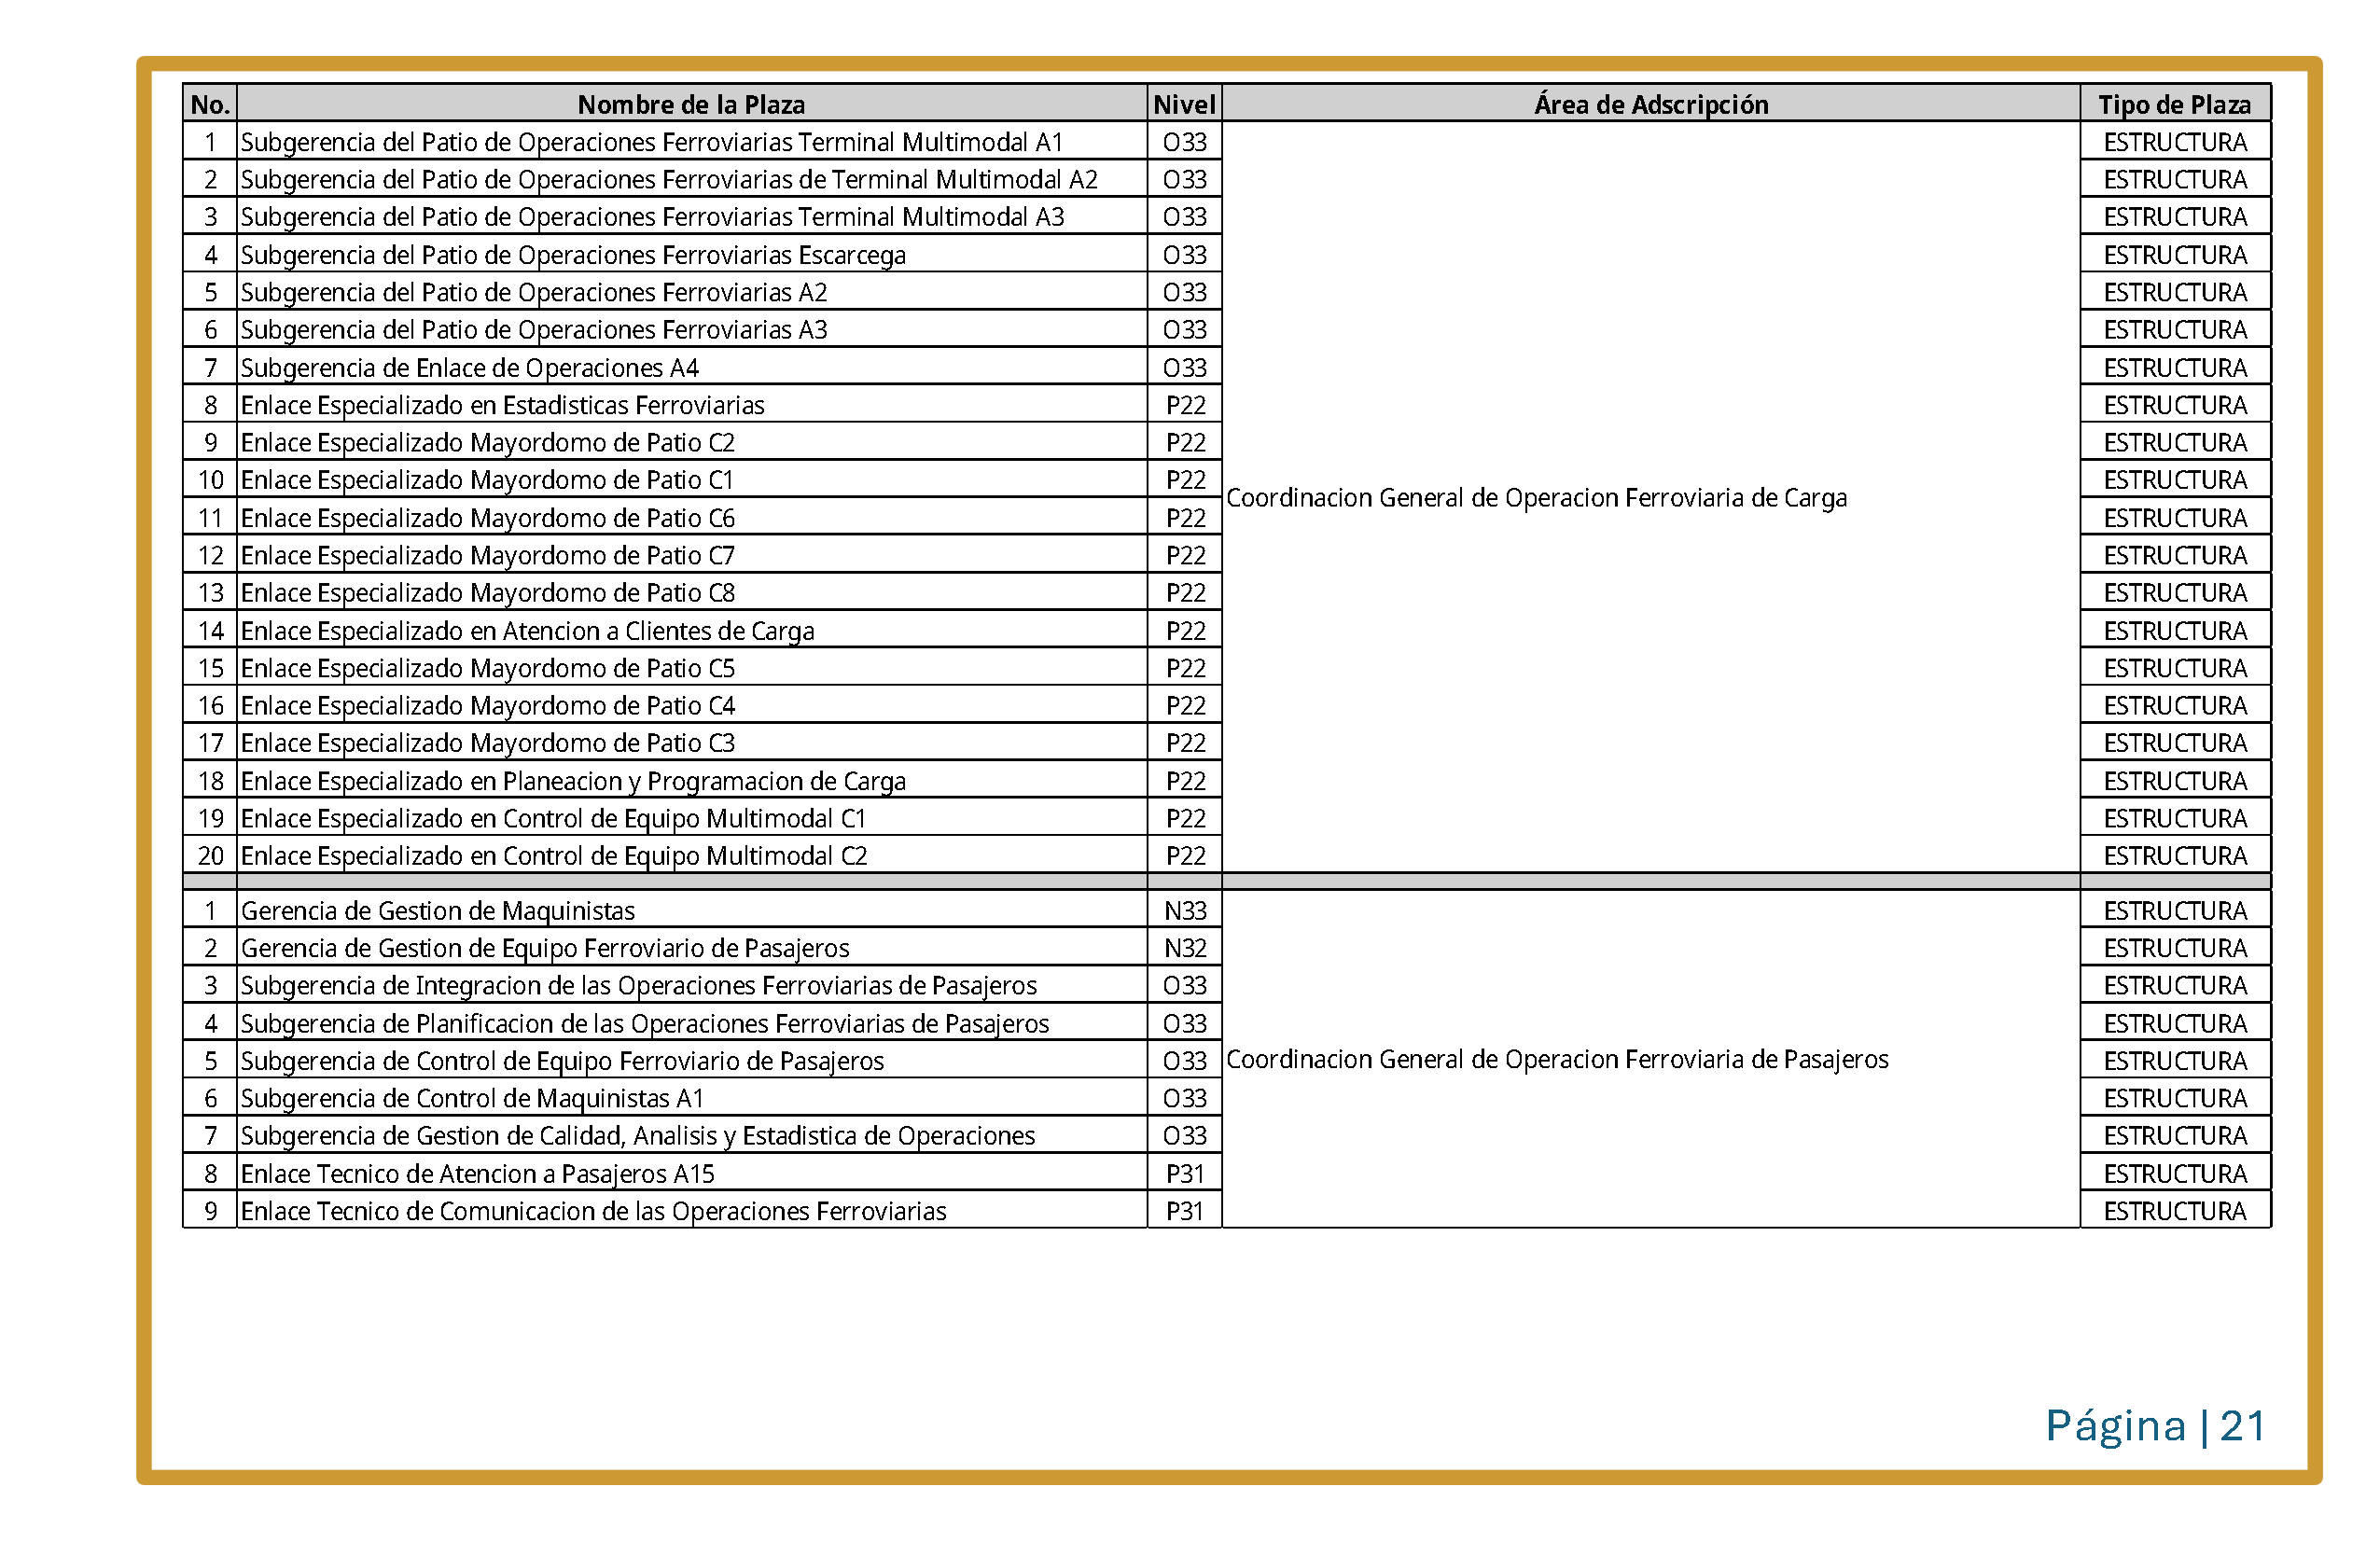 No. Nombre de la Plaza Nivel Área de Adscripción Tipo de Plaza
1 Subgerencia del Patio de Operaciones Ferroviarias Terminal Multimodal A1 O33 ESTRUCTURA
2 Subgerencia del Patio de Operaciones Ferroviarias de Terminal Multimodal A2 O33 ESTRUCTURA
3 Subgerencia del Patio de Operaciones Ferroviarias Terminal Multimodal A3 O33 ESTRUCTURA
4 Subgerencia del Patio de Operaciones Ferroviarias Escarcega O33 ESTRUCTURA
5 Subgerencia del Patio de Operaciones Ferroviarias A2 O33 ESTRUCTURA
6 Subgerencia del Patio de Operaciones Ferroviarias A3 O33 ESTRUCTURA
7 Subgerencia de Enlace de Operaciones A4 O33 ESTRUCTURA
8 Enlace Especializado en Estadisticas Ferroviarias P22 ESTRUCTURA
9 Enlace Especializado Mayordomo de Patio C2 P22 ESTRUCTURA
10 Enlace Especializado Mayordomo de Patio C1 P22 ESTRUCTURA
Coordinacion General de Operacion Ferroviaria de Carga
11 Enlace Especializado Mayordomo de Patio C6 P22 ESTRUCTURA
12 Enlace Especializado Mayordomo de Patio C7 P22 ESTRUCTURA
13 Enlace Especializado Mayordomo de Patio C8 P22 ESTRUCTURA
14 Enlace Especializado en Atencion a Clientes de Carga P22 ESTRUCTURA
15 Enlace Especializado Mayordomo de Patio C5 P22 ESTRUCTURA
16 Enlace Especializado Mayordomo de Patio C4 P22 ESTRUCTURA
17 Enlace Especializado Mayordomo de Patio C3 P22 ESTRUCTURA
18 Enlace Especializado en Planeacion y Programacion de Carga P22 ESTRUCTURA
19 Enlace Especializado en Control de Equipo Multimodal C1 P22 ESTRUCTURA
20 Enlace Especializado en Control de Equipo Multimodal C2 P22 ESTRUCTURA
1 Gerencia de Gestion de Maquinistas N33 ESTRUCTURA
2 Gerencia de Gestion de Equipo Ferroviario de Pasajeros N32 ESTRUCTURA
3 Subgerencia de Integracion de las Operaciones Ferroviarias de Pasajeros O33 ESTRUCTURA
4 Subgerencia de Planificacion de las Operaciones Ferroviarias de Pasajeros O33 ESTRUCTURA
5 Subgerencia de Control de Equipo Ferroviario de Pasajeros O33 Coordinacion General de Operacion Ferroviaria de Pasajeros ESTRUCTURA
6 Subgerencia de Control de Maquinistas A1 O33 ESTRUCTURA
7 Subgerencia de Gestion de Calidad, Analisis y Estadistica de Operaciones O33 ESTRUCTURA
8 Enlace Tecnico de Atencion a Pasajeros A15 P31 ESTRUCTURA
9 Enlace Tecnico de Comunicacion de las Operaciones Ferroviarias P31 ESTRUCTURA
Página | 21